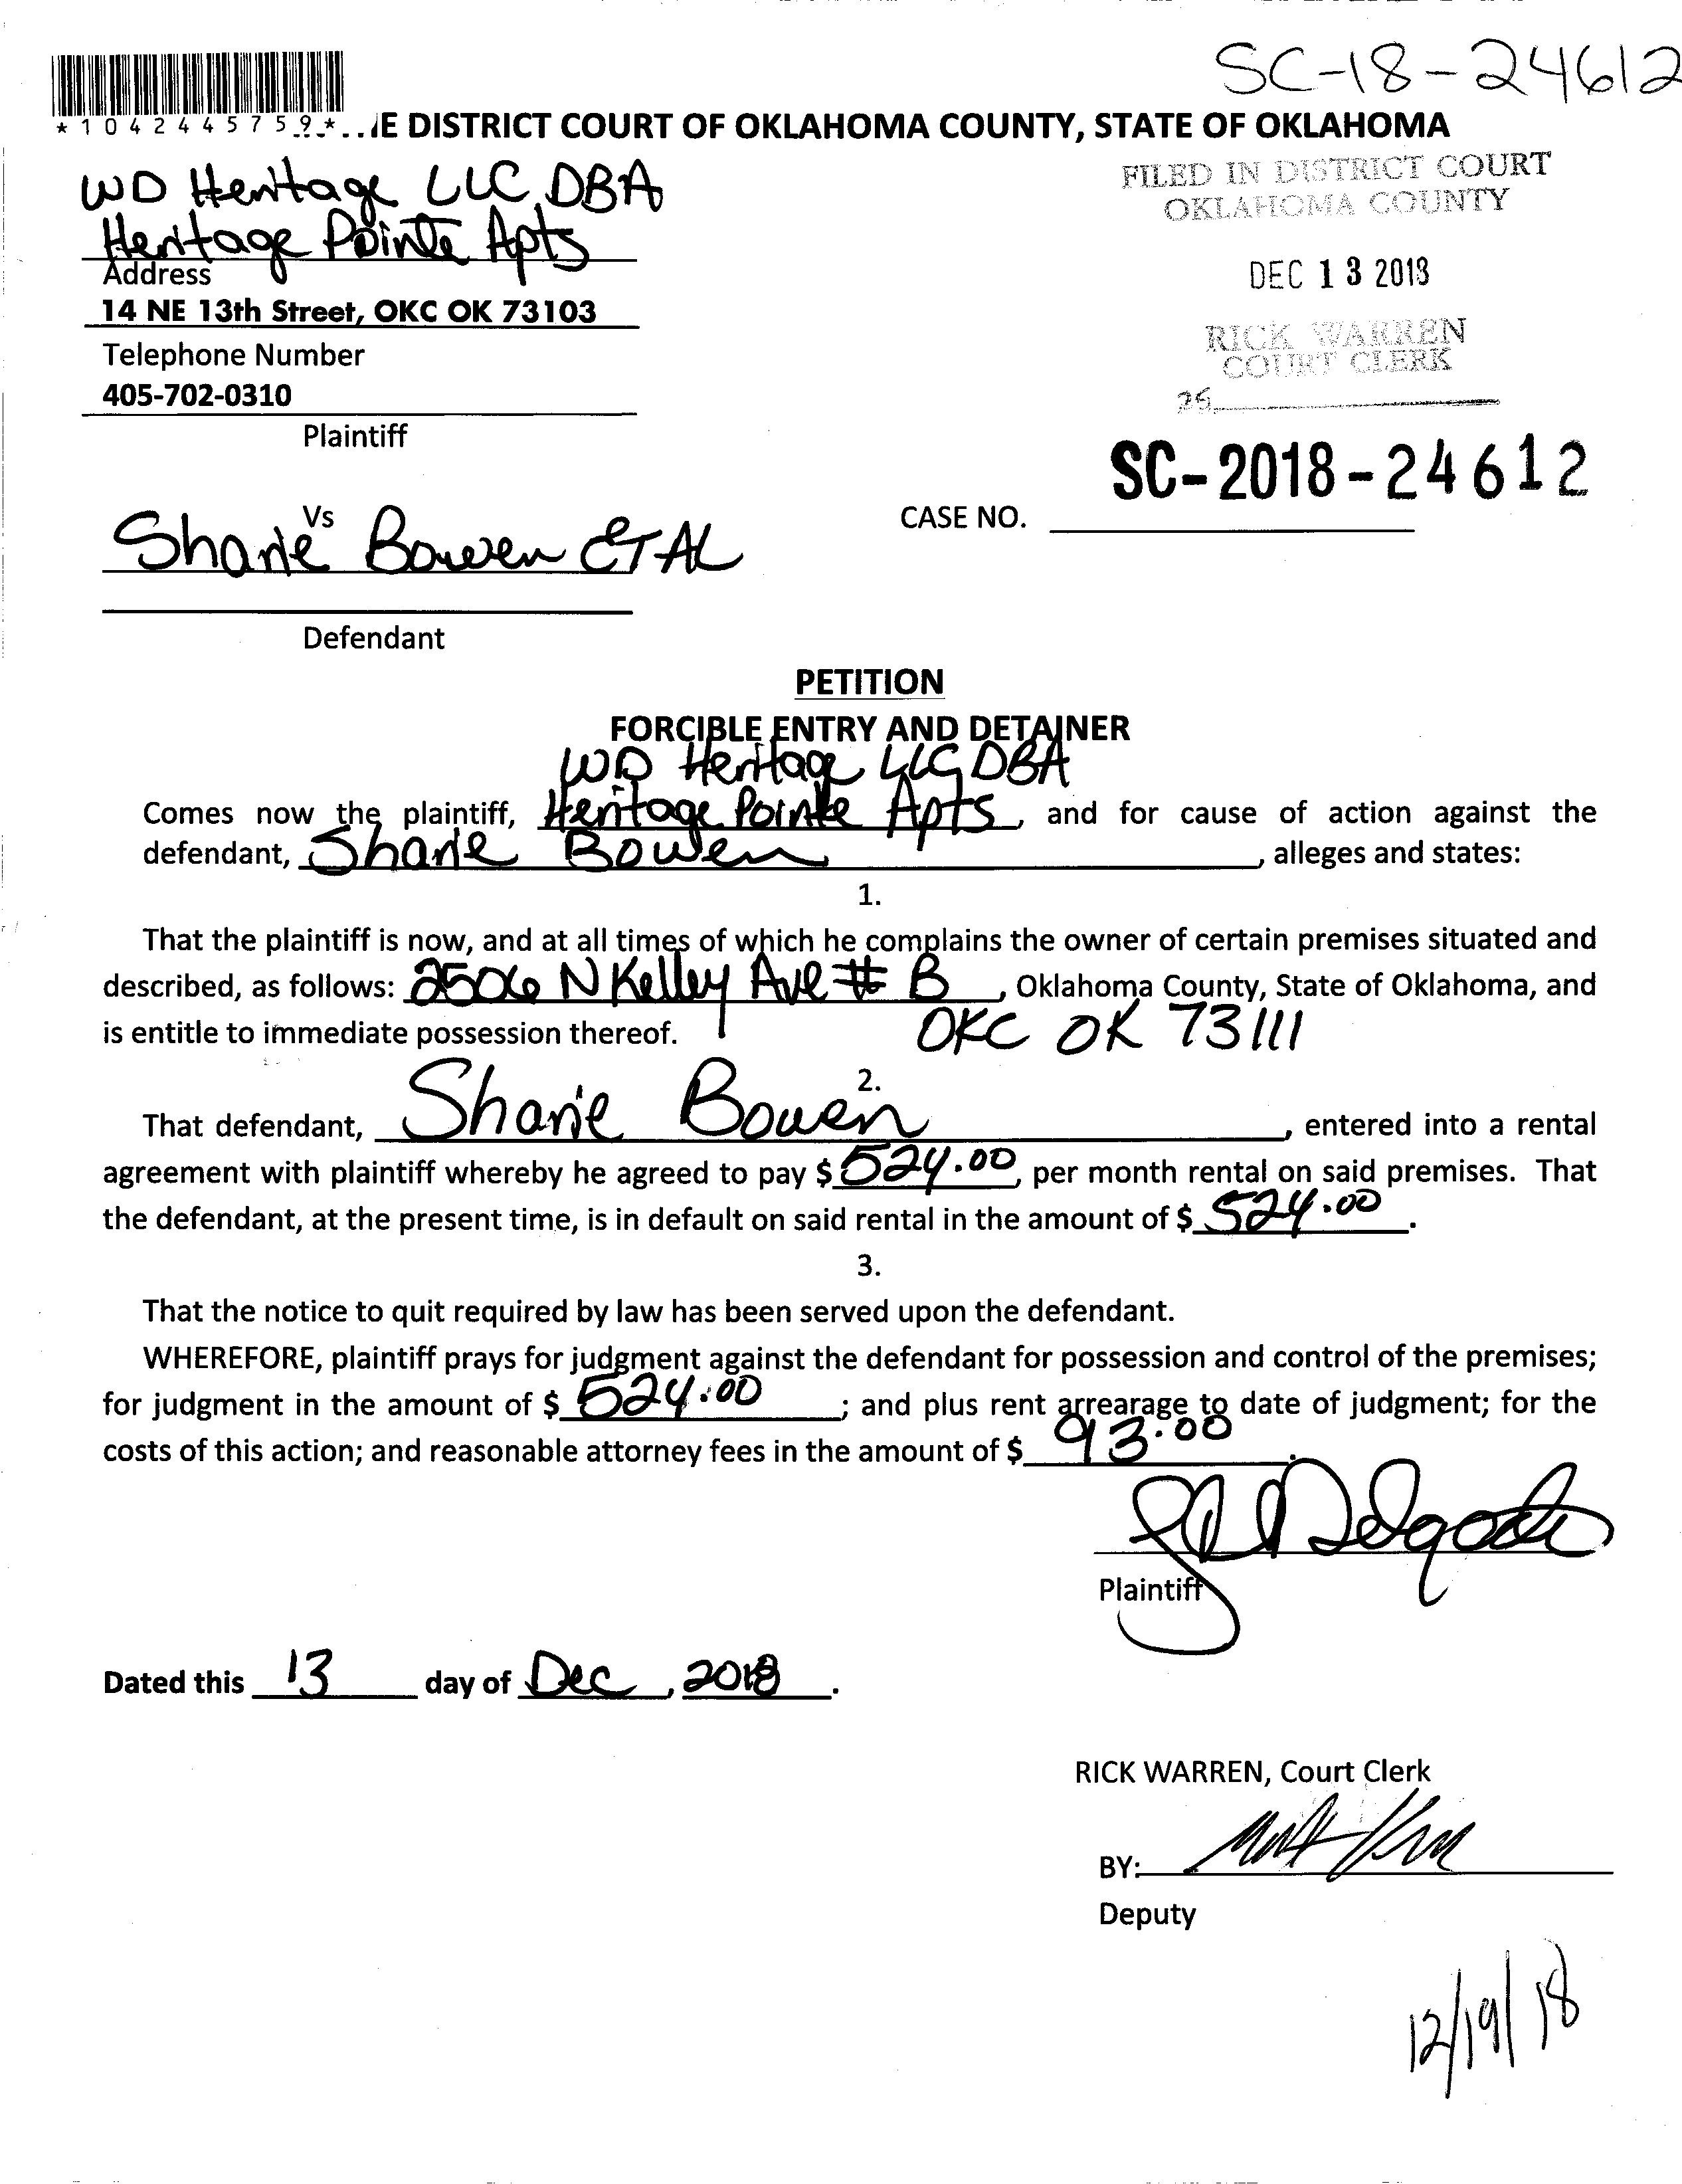 SC-18-24612
*1042445759*
IE DISTRICT COURT OF OKLAHOMA COUNTY, STATE OF OKLAHOMA
WD Heritage LLC DBA
Heritage Pointe Apts
Address
14 NE 13th Street, OKC OK 73103
Telephone Number
405-702-0310
Plaintiff
FILED IN DISTRICT COURT
OKLAHOMA COUNTY
DEC 13 2018
RICK WARREN
COURT CLERK
SC-2018-24612
CASE NO.
Vs
Sharie Bowen ET AL
Defendant
PETITION
FORCIBLE ENTRY AND DETAINER
WD Heritage LLC DBA
Comes now the plaintiff, Heritage Pointe Apts, and for cause of action against the
defendant, Sharie Bowen, alleges and states:
1.
That the plaintiff is now, and at all times of which he complains the owner of certain premises situated and
described, as follows: 2506 N Kelley Ave # B, Oklahoma County, State of Oklahoma, and
is entitle to immediate possession thereof. OKC OK 73111
2.
That defendant, Sharie Bowen, entered into a rental
agreement with plaintiff whereby he agreed to pay $ 524.00, per month rental on said premises. That
the defendant, at the present time, is in default on said rental in the amount of $ 524.00.
3.
That the notice to quit required by law has been served upon the defendant.
WHEREFORE, plaintiff prays for judgment against the defendant for possession and control of the premises;
for judgment in the amount of $ 524.00; and plus rent arrearage to date of judgment; for the
costs of this action; and reasonable attorney fees in the amount of $ 93.00.
Delgado
Plaintiff
Dated this 13 day of Dec, 2018.
RICK WARREN, Court Clerk
BY:
Deputy
12/19/18